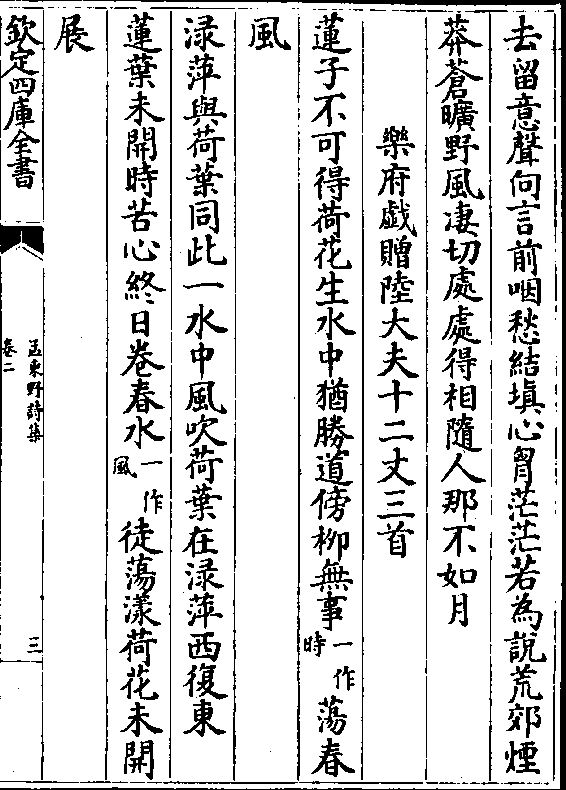 去留意聲向言前咽愁結塡心胷茫茫若為說荒郊煙
莽蒼曠野風凄切處處得相隨人那不如月
樂府戯贈陸大夫十二丈三首
蓮子不可得荷花生水中猶勝道傍柳無事一作時蕩春
風
渌萍與荷葉同此一水中風吹荷葉在渌萍西復東
蓮葉未開時苦心終日卷春水一作風徒蕩漾荷花未開
展
欽定四庫全書
孟東野詩集
卷二
三